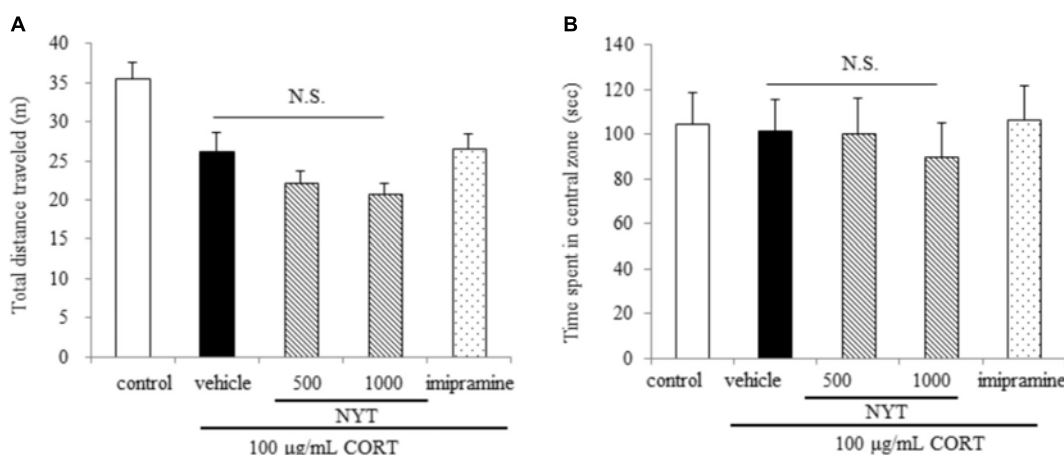 A
Total distance traveled (m)
40
35
30
25
20
15
10
5
0
N.S.
control vehicle 500 1000 imipramine
NYT
100 µg/mL CORT
B
Time spent in central zone (sec)
140
120
100
80
60
40
20
0
N.S.
control vehicle 500 1000 imipramine
NYT
100 µg/mL CORT